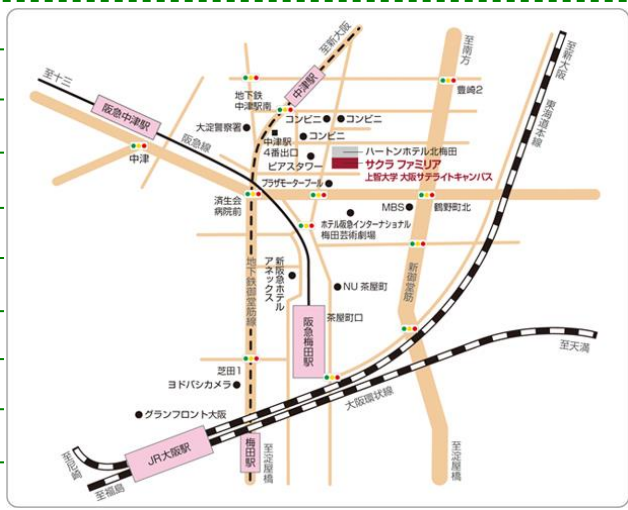 至新大阪
至南方
至新大阪
至十三
地下鉄
中津駅南
中津駅
豊崎2
阪急中津駅
コンビニ
コンビニ
東海道本線
大淀警察署
阪急線
中津駅
4番出口
コンビニ
中津
ピアスタワー
ハートンホテル北梅田
サクラ ファミリア
上智大学 大阪サテライトキャンパス
プラザモータープール
済生会
病院前
MBS
鶴野町北
ホテル阪急インターナショナル
梅田芸術劇場
地下鉄御堂筋線
新阪急ホテル
アネックス
新御堂筋
NU 茶屋町
阪急梅田駅
茶屋町口
至天満
芝田1
ヨドバシカメラ
大阪環状線
グランフロント大阪
JR大阪駅
梅田駅
至淀屋橋
至淀屋橋
至尼崎
至福島